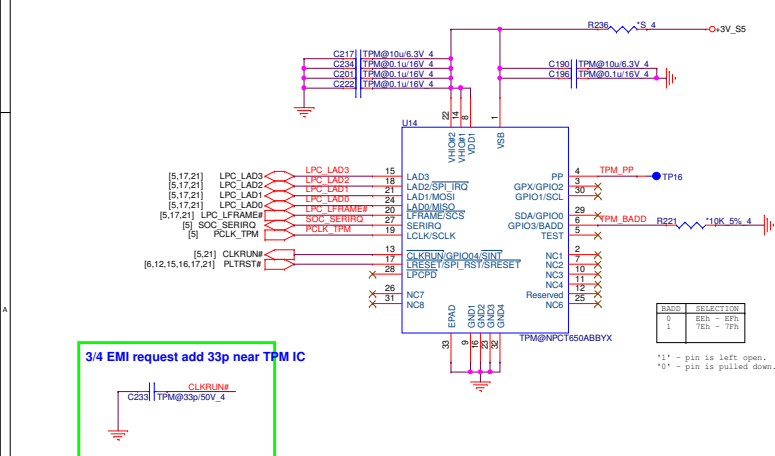 R236 *S_4
+3V_S5
C217 TPM@10u/6.3V_4
C234 TPM@0.1u/16V_4
C201 TPM@0.1u/16V_4
C222 TPM@0.1u/16V_4
C190 TPM@10u/6.3V_4
C196 TPM@0.1u/16V_4
22 14 8 1
U14
VHIO#2 VHIO#1 VDD1 VSB
[5,17,21] LPC_LAD3 LPC_LAD3 15 LAD3
[5,17,21] LPC_LAD2 LPC_LAD2 18 LAD2/SPI_IRQ
[5,17,21] LPC_LAD1 LPC_LAD1 21 LAD1/MOSI
[5,17,21] LPC_LAD0 LPC_LAD0 24 LAD0/MISO
[5,17,21] LPC_LFRAME# LPC_LFRAME# 20 LFRAME/SCS
[5] SOC_SERIRQ SOC_SERIRQ 27 SERIRQ
[5] PCLK_TPM PCLK_TPM 19 LCLK/SCLK
[5,21] CLKRUN# 13 CLKRUN/GPIO04/SINT
[6,12,15,16,17,21] PLTRST# 17 LRESET/SPI_RST/SRESET
28 LPCPD
26 NC7
31 NC8
PP 4 TPM_PP TP16
GPX/GPIO2 3
GPIO1/SCL 30
SDA/GPIO0 29
GPIO3/BADD 6 TPM_BADD R221 *10K_5%_4
TEST 5
NC1 2
NC2 7
NC3 10
NC4 11
Reserved 12
NC6 25
EPAD GND1 GND2 GND3 GND4
33 9 16 23 32
TPM@NPCT650ABBYX
BADD SELECTION
0 EEh - EFh
1 7Eh - 7Fh
'1' - pin is left open.
'0' - pin is pulled down.
A
3/4 EMI request add 33p near TPM IC
CLKRUN#
C233 TPM@33p/50V_4